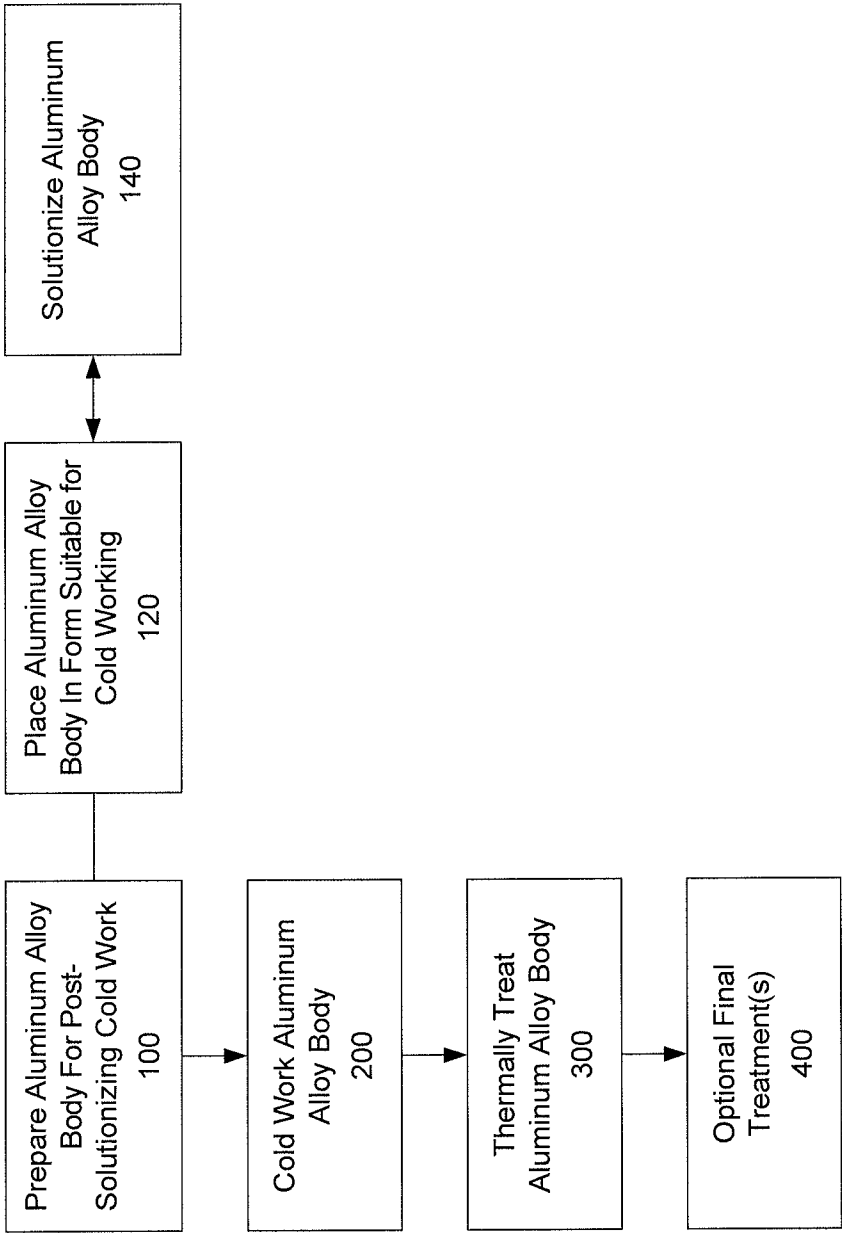 Prepare Aluminum Alloy
Body For Post-
Solutionizing Cold Work
100
Place Aluminum Alloy
Body In Form Suitable for
Cold Working
120
Solutionize Aluminum
Alloy Body
140
Cold Work Aluminum
Alloy Body
200
Thermally Treat
Aluminum Alloy Body
300
Optional Final
Treatment(s)
400